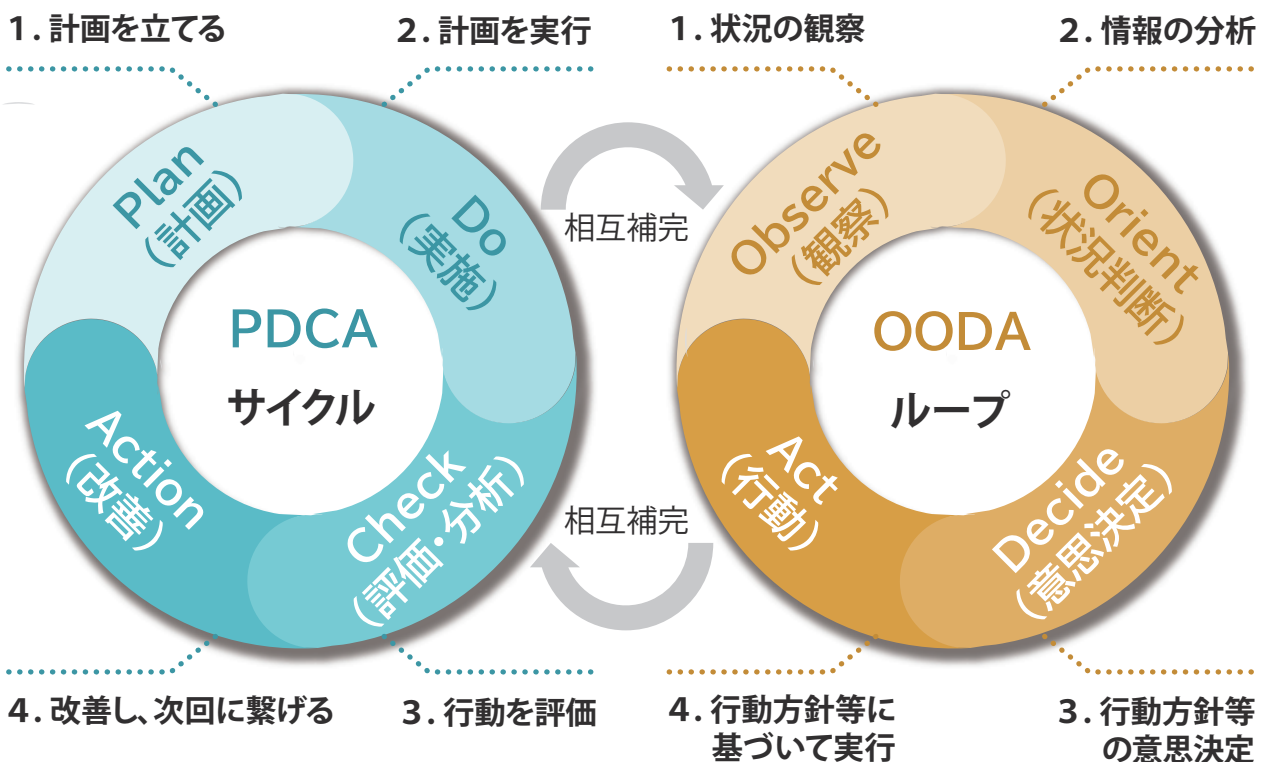 1．計画を立てる
2．計画を実行
Plan
（計画）
Do
（実施）
PDCA
サイクル
Action
（改善）
Check
（評価・分析）
4．改善し、次回に繋げる
3．行動を評価
相互補完
相互補完
1．状況の観察
2．情報の分析
Observe
（観察）
Orient
（状況判断）
OODA
ループ
Act
（行動）
Decide
（意思決定）
4．行動方針等に
基づいて実行
3．行動方針等
の意思決定